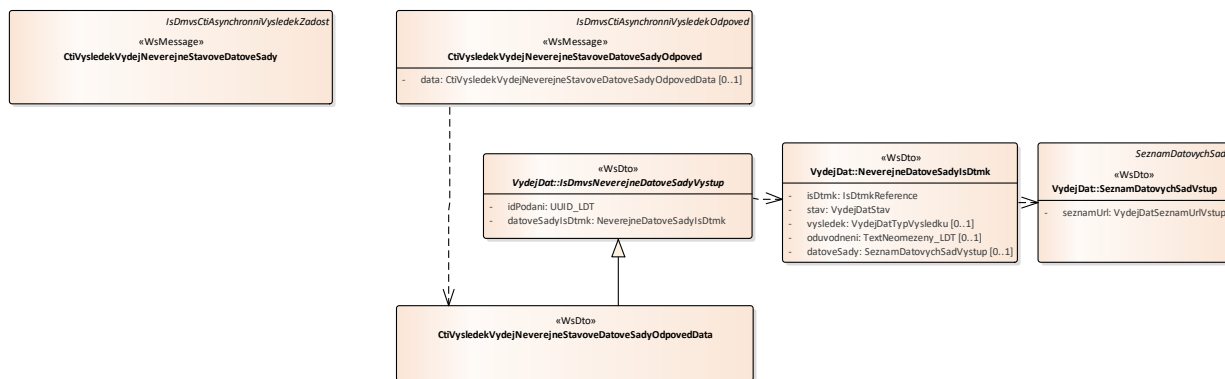 IsDmvsCtiAsynchronniVysledekZadost
«WsMessage»
CtiVysledekVydejNeverejneStavoveDatoveSady
IsDmvsCtiAsynchronniVysledekOdpoved
«WsMessage»
CtiVysledekVydejNeverejneStavoveDatoveSadyOdpoved
- data: CtiVysledekVydejNeverejneStavoveDatoveSadyOdpovedData [0..1]
«WsDto»
VydejDat::IsDmvsNeverejneDatoveSadyVystup
- idPodani: UUID_LDT
- datoveSadyIsDtmk: NeverejneDatoveSadyIsDtmk
«WsDto»
VydejDat::NeverejneDatoveSadyIsDtmk
- isDtmk: IsDtmkReference
- stav: VydejDatStav
- vysledek: VydejDatTypVysledku [0..1]
- oduvodneni: TextNeomezeny_LDT [0..1]
- datoveSady: SeznamDatovychSadVystup [0..1]
SeznamDatovychSad
«WsDto»
VydejDat::SeznamDatovychSadVstup
- seznamUrl: VydejDatSeznamUrlVstup
«WsDto»
CtiVysledekVydejNeverejneStavoveDatoveSadyOdpovedData